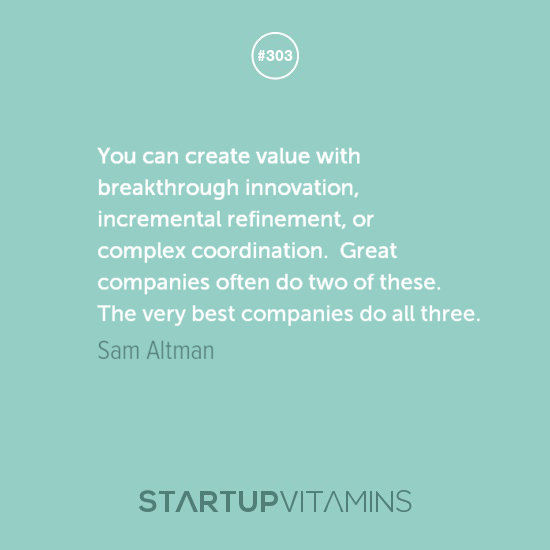 #303
You can create value with
breakthrough innovation,
incremental refinement, or
complex coordination.  Great
companies often do two of these.
The very best companies do all three.
Sam Altman
STARTUPVITAMINS